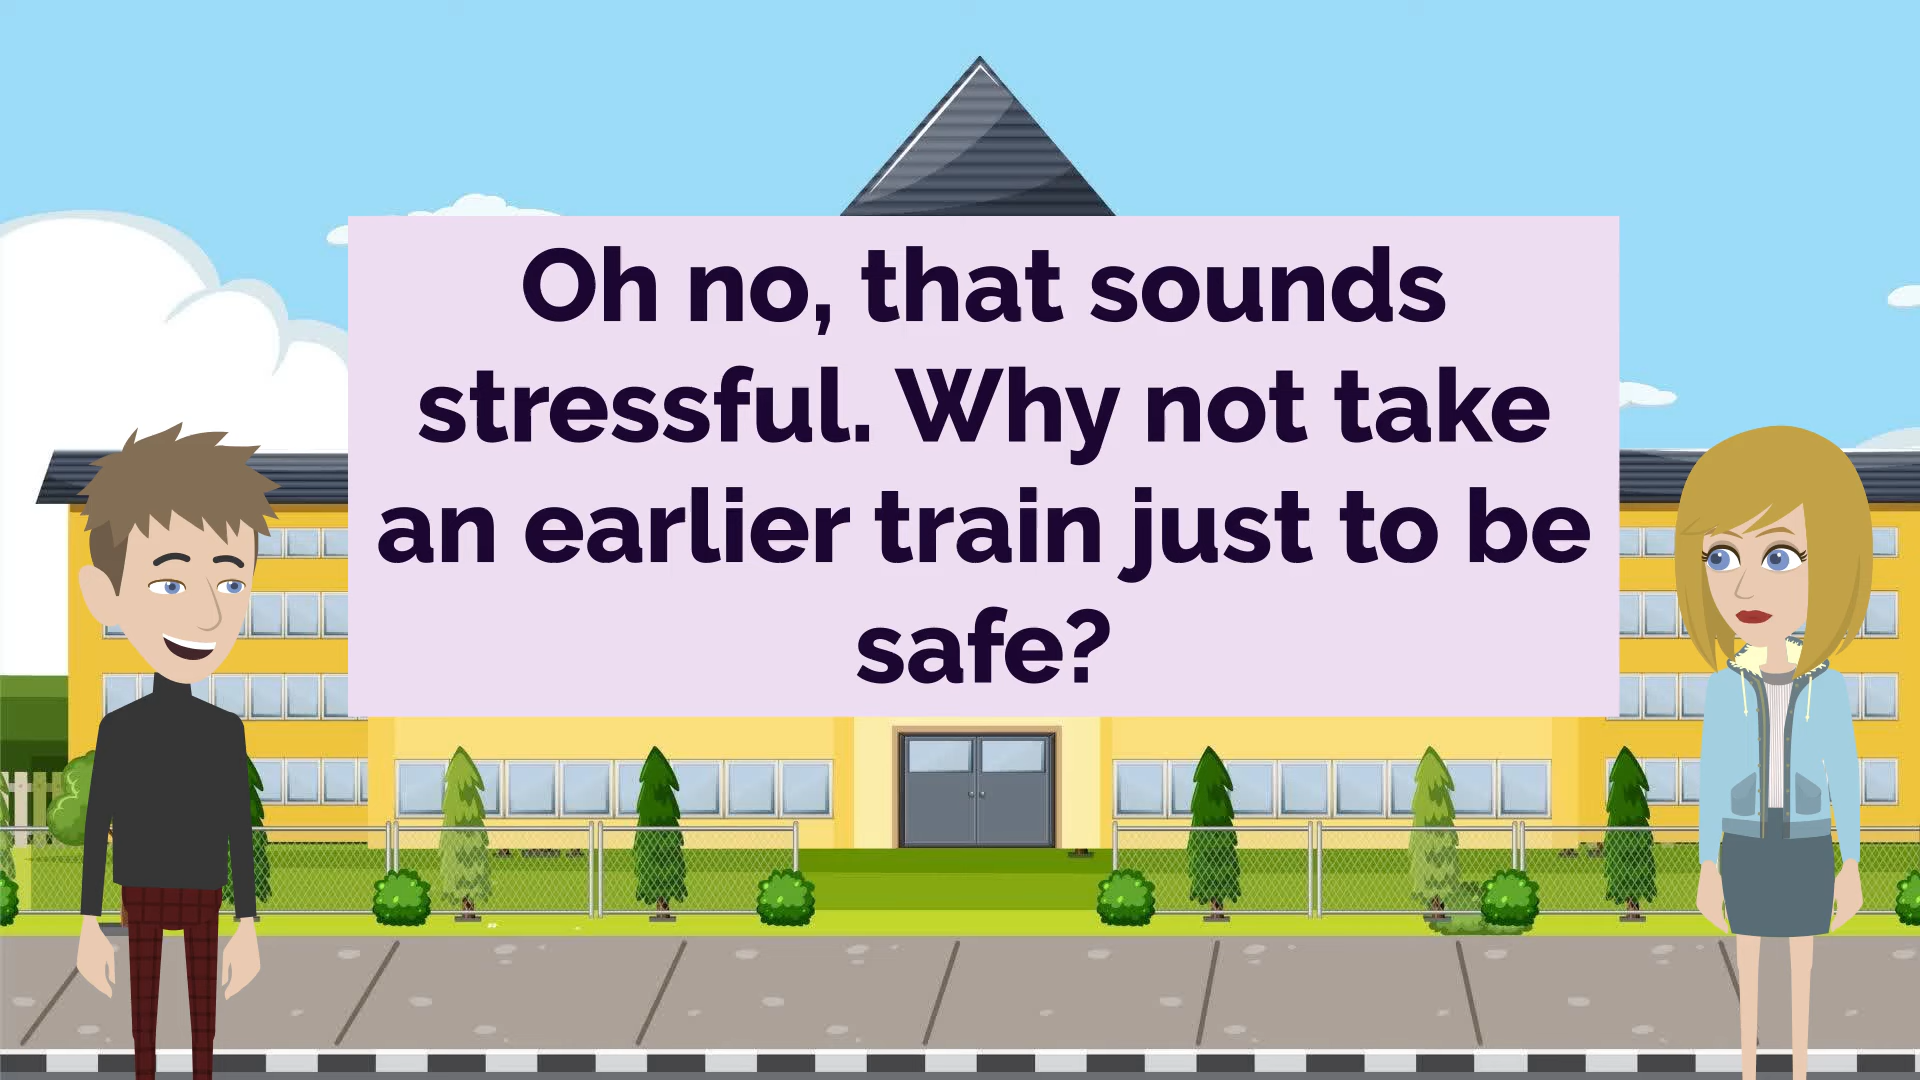 Oh no, that sounds
stressful. Why not take
an earlier train just to be
safe?